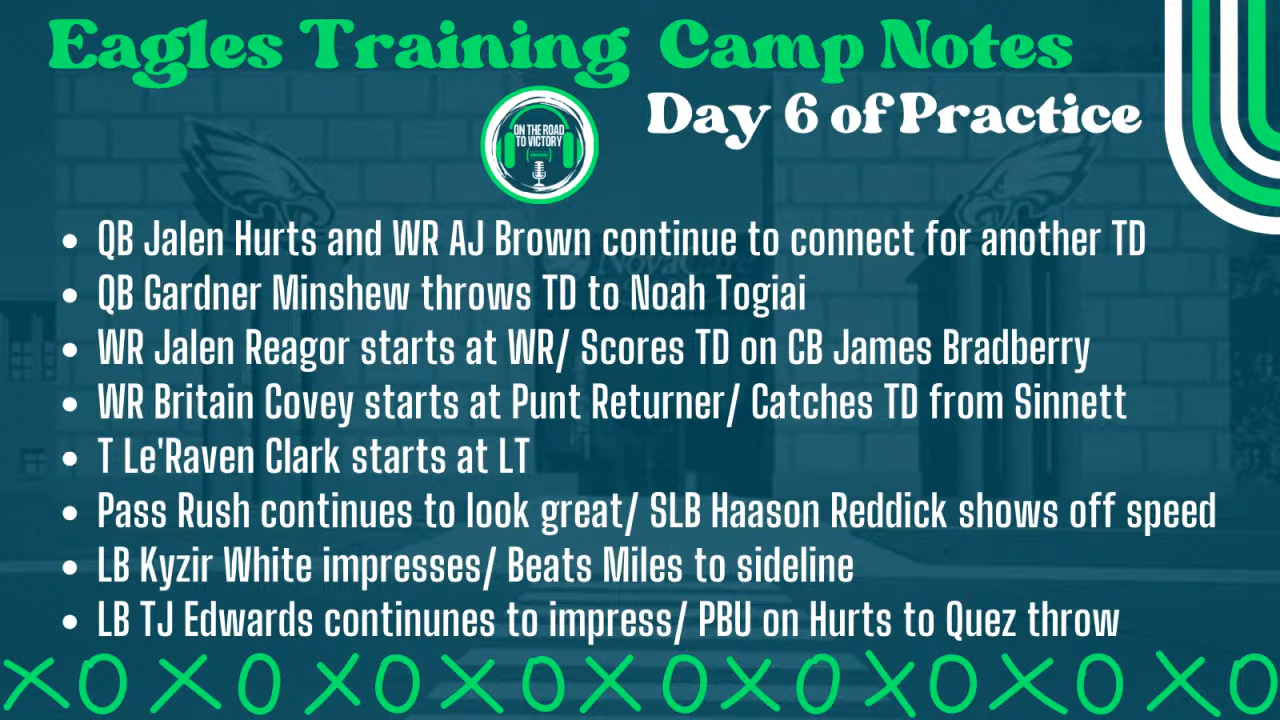 Eagles Training Camp Notes
Day 6 of Practice
ON THE ROAD
TO VICTORY
• QB Jalen Hurts and WR AJ Brown continue to connect for another TD
• QB Gardner Minshew throws TD to Noah Togiai
• WR Jalen Reagor starts at WR/ Scores TD on CB James Bradberry
• WR Britain Covey starts at Punt Returner/ Catches TD from Sinnett
• T Le'Raven Clark starts at LT
• Pass Rush continues to look great/ SLB Haason Reddick shows off speed
• LB Kyzir White impresses/ Beats Miles to sideline
• LB TJ Edwards continunes to impress/ PBU on Hurts to Quez throw
XOXOXOXOXOXOXOXOXO